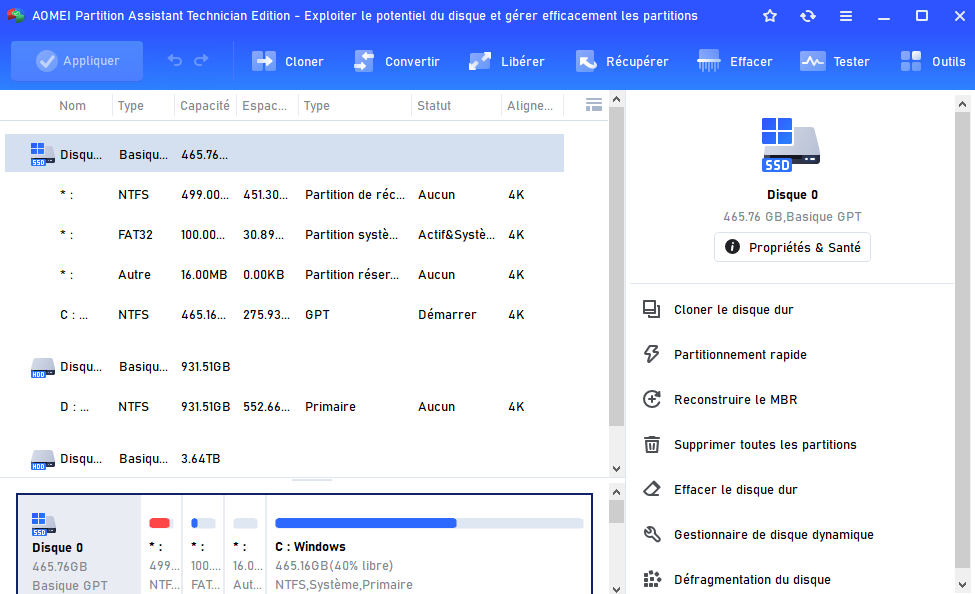 AOMEI Partition Assistant Technician Edition - Exploiter le potentiel du disque et gérer efficacement les partitions
Appliquer Cloner Convertir Libérer Récupérer Effacer Tester Outils
Nom Type Capacité Espac... Type Statut Aligne...
SSD Disqu... Basiqu... 465.76...
* : NTFS 499.00... 451.30... Partition de réc... Aucun 4K
* : FAT32 100.00... 30.89... Partition systè... Actif&Systè... 4K
* : Autre 16.00MB 0.00KB Partition réser... Aucun 4K
C : ... NTFS 465.16... 275.93... GPT Démarrer 4K
HDD Disqu... Basiqu... 931.51GB
D : ... NTFS 931.51GB 552.66... Primaire Aucun 4K
HDD Disqu... Basiqu... 3.64TB
SSD
Disque 0 * : * : * : C : Windows
465.76GB 499... 100.... 16.0... 465.16GB(40% libre)
Basique GPT NTF... FAT... Aut... NTFS,Système,Primaire
SSD
Disque 0
465.76 GB,Basique GPT
Propriétés & Santé
Cloner le disque dur
Partitionnement rapide
Reconstruire le MBR
Supprimer toutes les partitions
Effacer le disque dur
Gestionnaire de disque dynamique
Défragmentation du disque